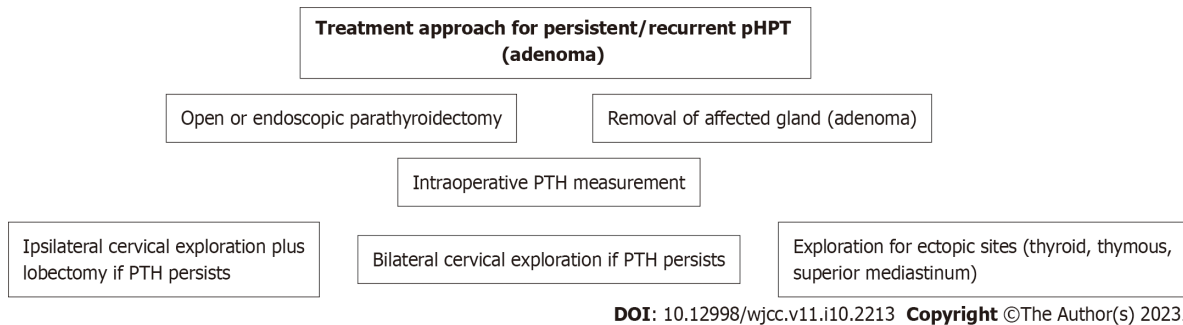 Treatment approach for persistent/recurrent pHPT
(adenoma)
Open or endoscopic parathyroidectomy
Removal of affected gland (adenoma)
Intraoperative PTH measurement
Ipsilateral cervical exploration plus
lobectomy if PTH persists
Bilateral cervical exploration if PTH persists
Exploration for ectopic sites (thyroid, thymous,
superior mediastinum)
DOI: 10.12998/wjcc.v11.i10.2213 Copyright ©The Author(s) 2023.